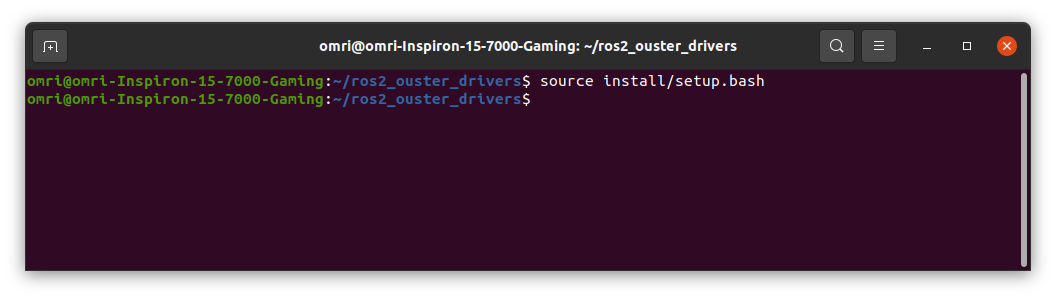 omri@omri-Inspiron-15-7000-Gaming: ~/ros2_ouster_drivers
omri@omri-Inspiron-15-7000-Gaming:~/ros2_ouster_drivers$ source install/setup.bash
omri@omri-Inspiron-15-7000-Gaming:~/ros2_ouster_drivers$